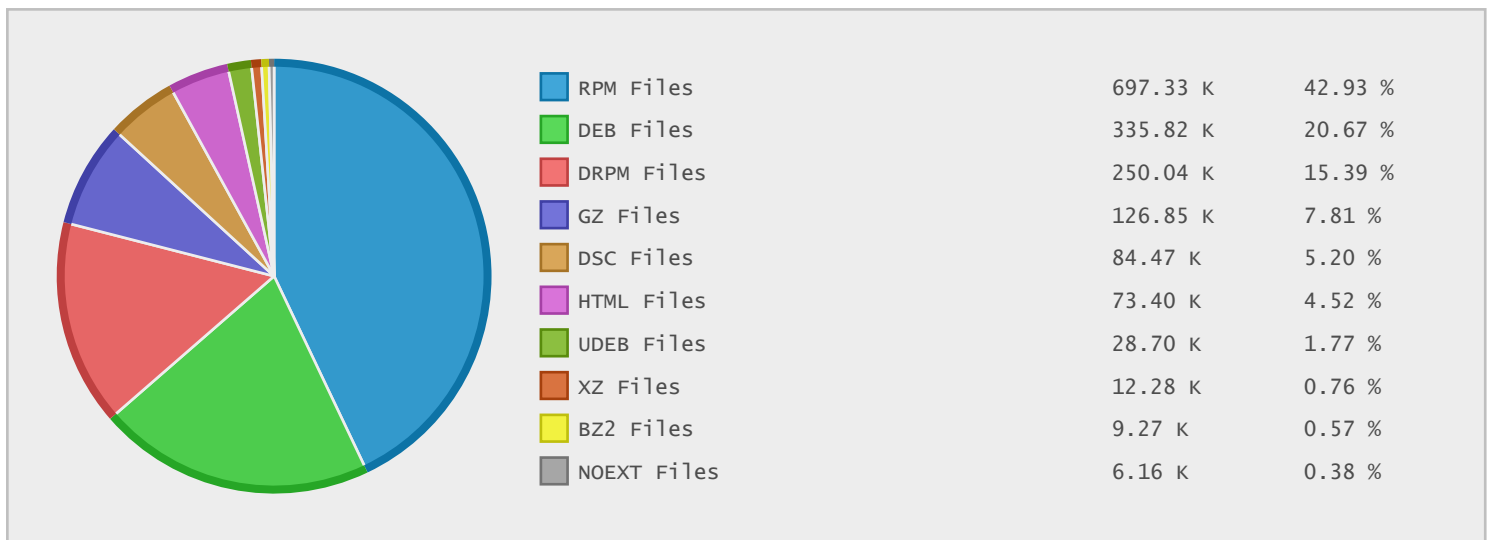 RPM Files 697.33 K 42.93 %
DEB Files 335.82 K 20.67 %
DRPM Files 250.04 K 15.39 %
GZ Files 126.85 K 7.81 %
DSC Files 84.47 K 5.20 %
HTML Files 73.40 K 4.52 %
UDEB Files 28.70 K 1.77 %
XZ Files 12.28 K 0.76 %
BZ2 Files 9.27 K 0.57 %
NOEXT Files 6.16 K 0.38 %